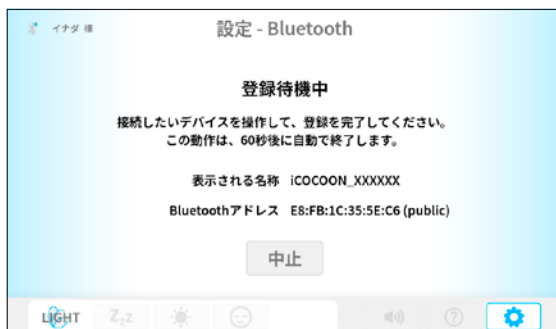 イナダ 様
設定 - Bluetooth
登録待機中
接続したいデバイスを操作して、登録を完了してください。
この動作は、60秒後に自動で終了します。
表示される名称 iCOCOON_XXXXXX
Bluetoothアドレス E8:FB:1C:35:5E:C6 (public)
中止
LIGHT ZzZ ?